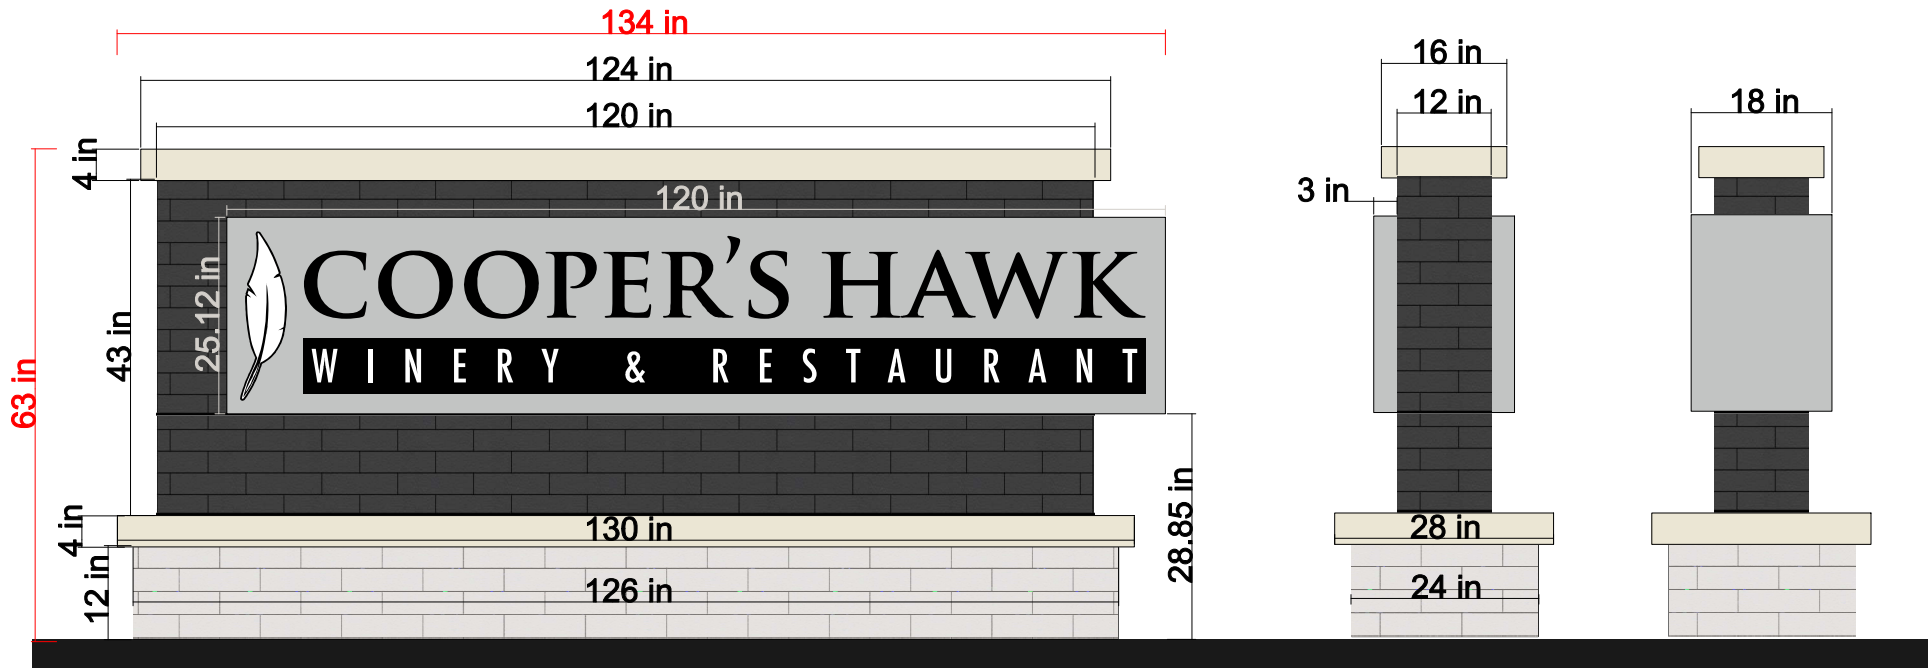 134 in
124 in
120 in
4 in
120 in
25.12 in
43 in
63 in
COOPER'S HAWK
WINERY & RESTAURANT
4 in
130 in
12 in
126 in
28.85 in
16 in
12 in
3 in
28 in
24 in
18 in